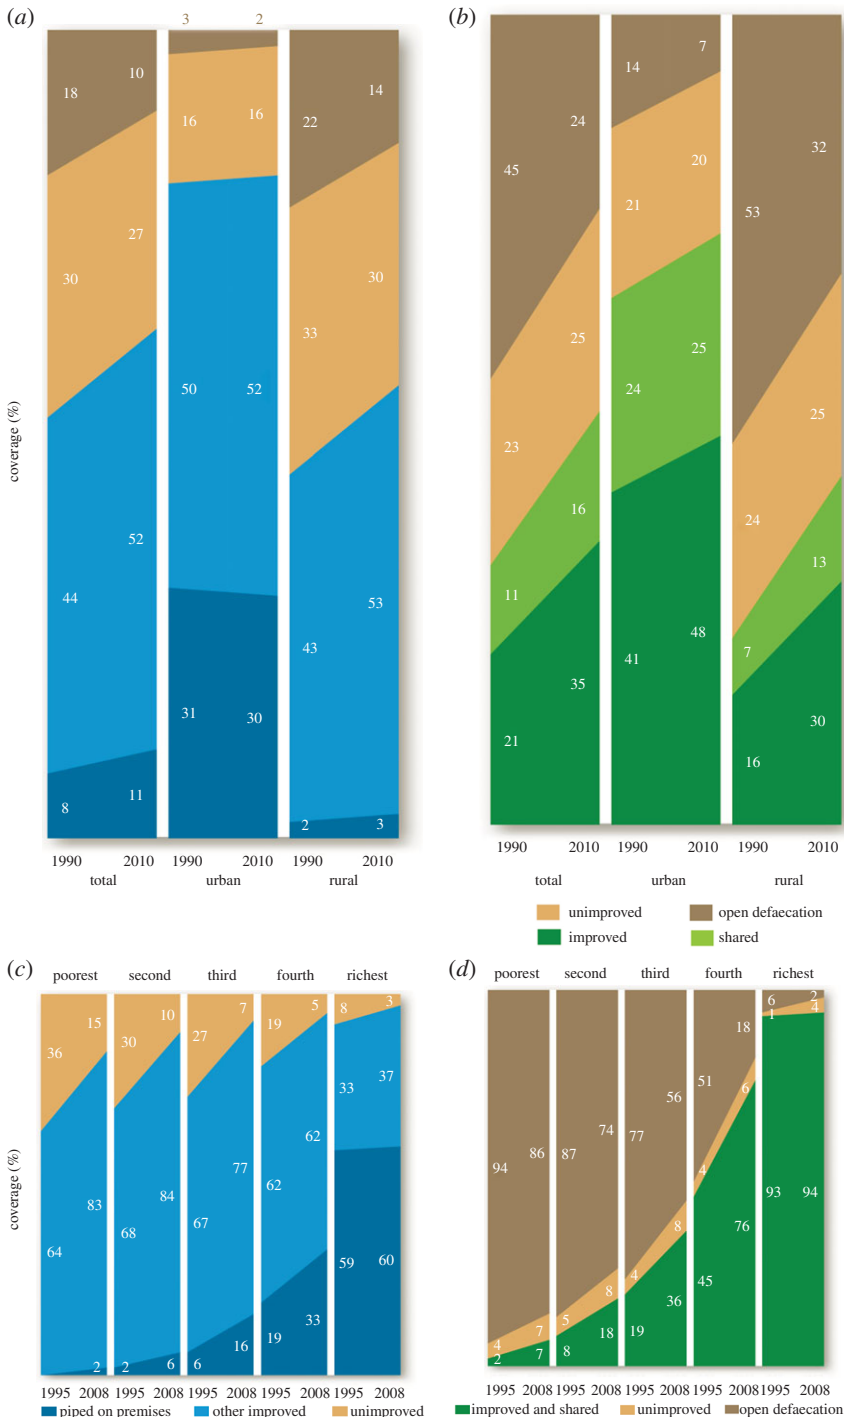 (a)
3 2
18 10 16 16 22 14
30 27 33 30
50 52
44 52 43 53
31 30
8 11 2 3
1990 2010 1990 2010 1990 2010
total urban rural
coverage (%)
(b)
45 24 14 7 53 32
23 25 21 20 24 25
11 16 24 25 7 13
21 35 41 48 16 30
1990 2010 1990 2010 1990 2010
total urban rural
unimproved open defaecation
improved shared
(c)
poorest second third fourth richest
36 15 30 10 27 7 19 5 8 3
64 83 68 84 67 77 62 62 33 37
2 2 6 6 16 19 33 59 60
coverage (%)
1995 2008 1995 2008 1995 2008 1995 2008 1995 2008
piped on premises other improved unimproved
(d)
poorest second third fourth richest
94 86 87 74 77 56 51 18 6 2
4 7 5 8 4 8 4 6 1 4
2 7 8 18 19 36 45 76 93 94
1995 2008 1995 2008 1995 2008 1995 2008 1995 2008
improved and shared unimproved open defaecation